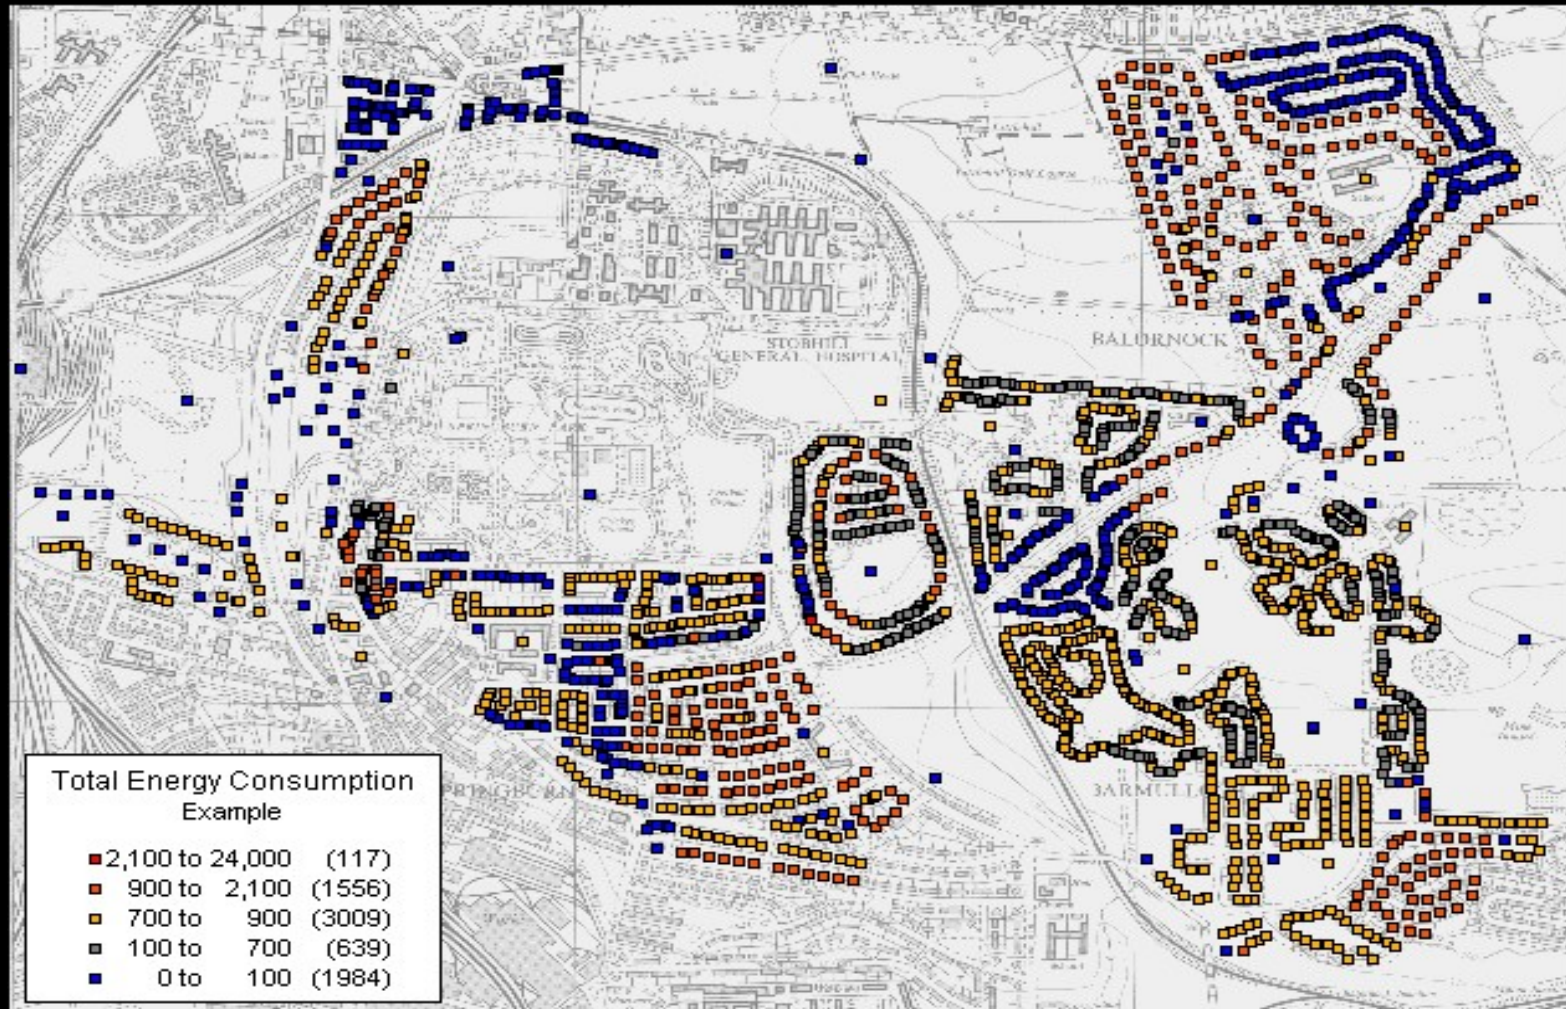 STOBHILL
GENERAL HOSPITAL
BALORNOCK
Total Energy Consumption
Example
2,100 to 24,000 (117)
900 to 2,100 (1556)
700 to 900 (3009)
100 to 700 (639)
0 to 100 (1984)